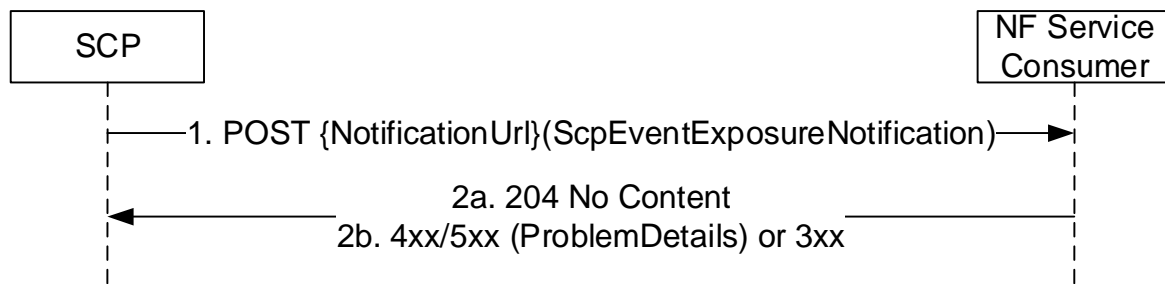 SCP
NF Service
Consumer
1. POST {NotificationUrl}(ScpEventExposureNotification)
2a. 204 No Content
2b. 4xx/5xx (ProblemDetails) or 3xx